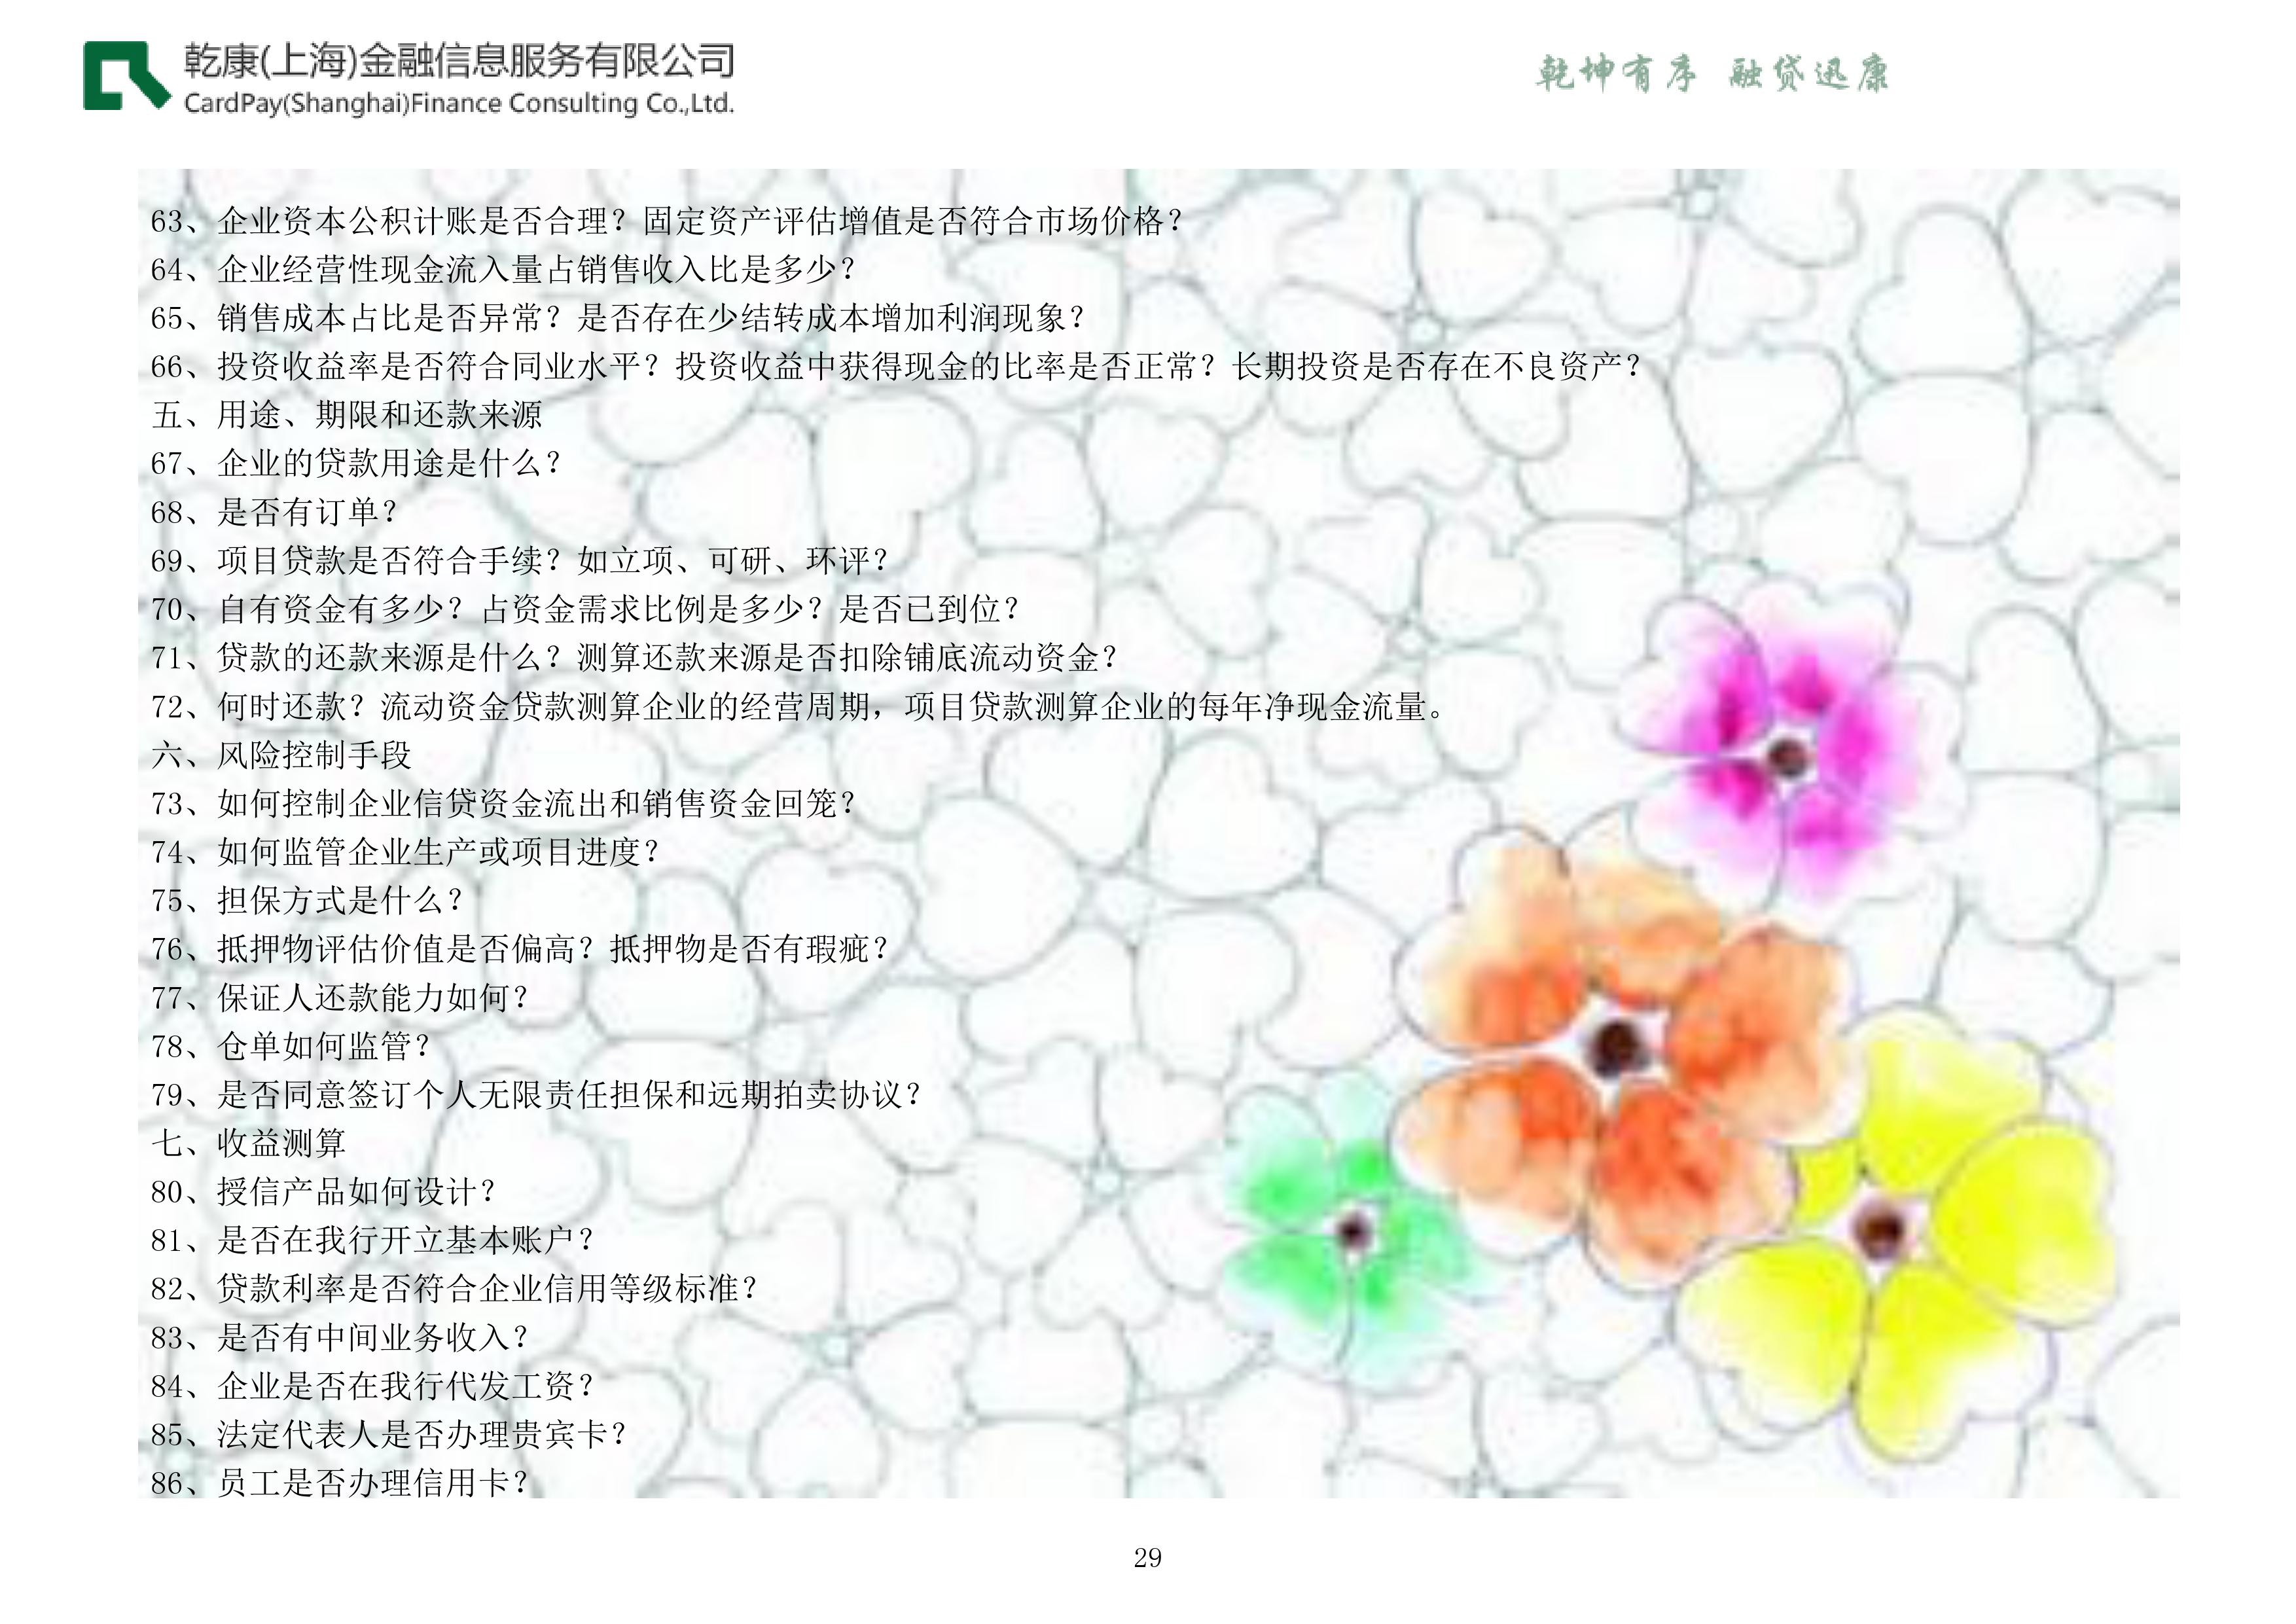 乾康(上海)金融信息服务有限公司
CardPay(Shanghai)Finance Consulting Co.,Ltd.
乾坤有序 融贷迅康
63、企业资本公积计账是否合理？固定资产评估增值是否符合市场价格？
64、企业经营性现金流入量占销售收入比是多少？
65、销售成本占比是否异常？是否存在少结转成本增加利润现象？
66、投资收益率是否符合同业水平？投资收益中获得现金的比率是否正常？长期投资是否存在不良资产？
五、用途、期限和还款来源
67、企业的贷款用途是什么？
68、是否有订单？
69、项目贷款是否符合手续？如立项、可研、环评？
70、自有资金有多少？占资金需求比例是多少？是否已到位？
71、贷款的还款来源是什么？测算还款来源是否扣除铺底流动资金？
72、何时还款？流动资金贷款测算企业的经营周期，项目贷款测算企业的每年净现金流量。
六、风险控制手段
73、如何控制企业信贷资金流出和销售资金回笼？
74、如何监管企业生产或项目进度？
75、担保方式是什么？
76、抵押物评估价值是否偏高？抵押物是否有瑕疵？
77、保证人还款能力如何？
78、仓单如何监管？
79、是否同意签订个人无限责任担保和远期拍卖协议？
七、收益测算
80、授信产品如何设计？
81、是否在我行开立基本账户？
82、贷款利率是否符合企业信用等级标准？
83、是否有中间业务收入？
84、企业是否在我行代发工资？
85、法定代表人是否办理贵宾卡？
86、员工是否办理信用卡？
29